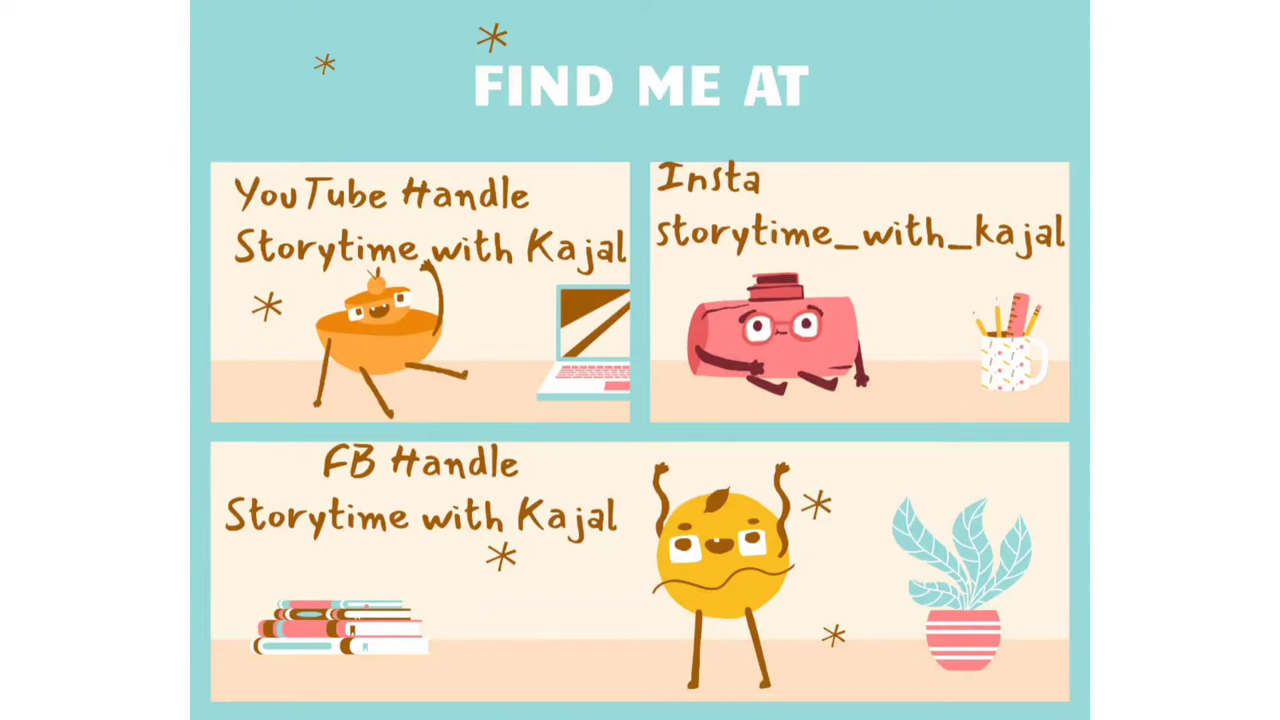 FIND ME AT
YouTube Handle
Storytime with Kajal
Insta
storytime_with_kajal
FB Handle
Storytime with Kajal